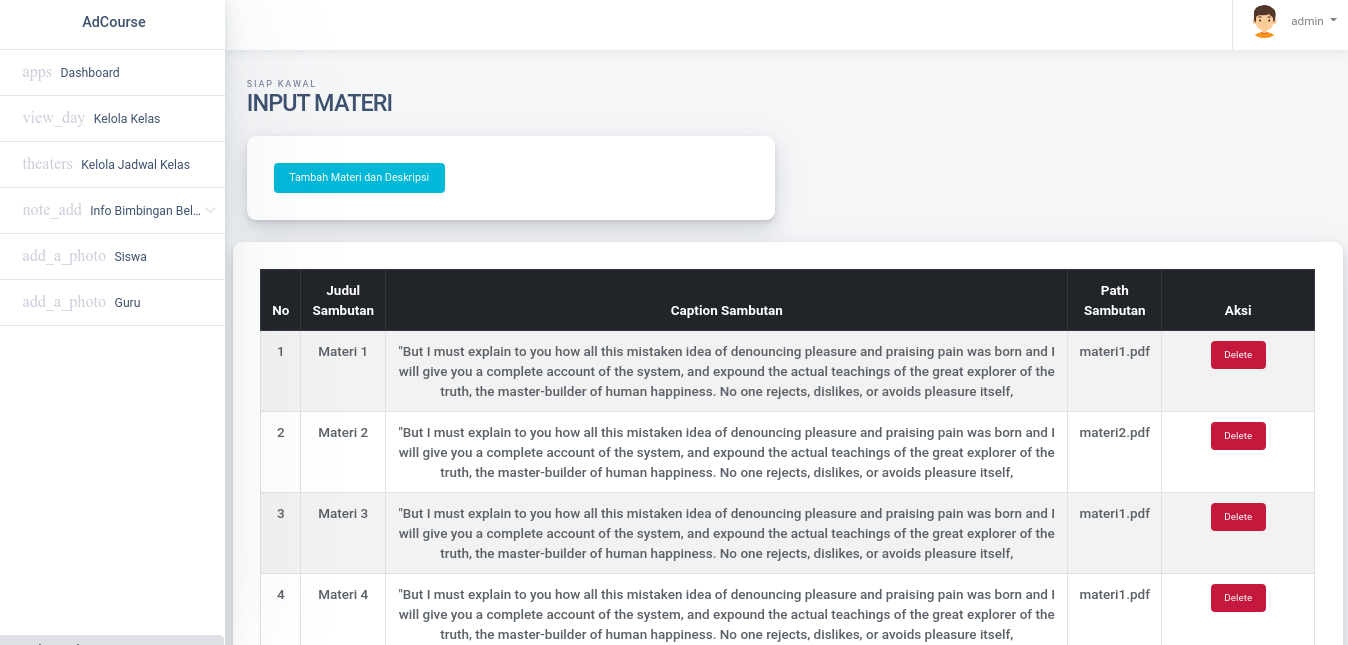 AdCourse
admin
apps Dashboard
view_day Kelola Kelas
theaters Kelola Jadwal Kelas
note_add Info Bimbingan Bel...
add_a_photo Siswa
add_a_photo Guru
SIAP KAWAL
INPUT MATERI
Tambah Materi dan Deskripsi
No
Judul
Sambutan
Caption Sambutan
Path
Sambutan
Aksi
1
Materi 1
"But I must explain to you how all this mistaken idea of denouncing pleasure and praising pain was born and I
will give you a complete account of the system, and expound the actual teachings of the great explorer of the
truth, the master-builder of human happiness. No one rejects, dislikes, or avoids pleasure itself,
materi1.pdf
Delete
2
Materi 2
"But I must explain to you how all this mistaken idea of denouncing pleasure and praising pain was born and I
will give you a complete account of the system, and expound the actual teachings of the great explorer of the
truth, the master-builder of human happiness. No one rejects, dislikes, or avoids pleasure itself,
materi2.pdf
Delete
3
Materi 3
"But I must explain to you how all this mistaken idea of denouncing pleasure and praising pain was born and I
will give you a complete account of the system, and expound the actual teachings of the great explorer of the
truth, the master-builder of human happiness. No one rejects, dislikes, or avoids pleasure itself,
materi1.pdf
Delete
4
Materi 4
"But I must explain to you how all this mistaken idea of denouncing pleasure and praising pain was born and I
will give you a complete account of the system, and expound the actual teachings of the great explorer of the
truth, the master-builder of human happiness. No one rejects, dislikes, or avoids pleasure itself,
materi1.pdf
Delete